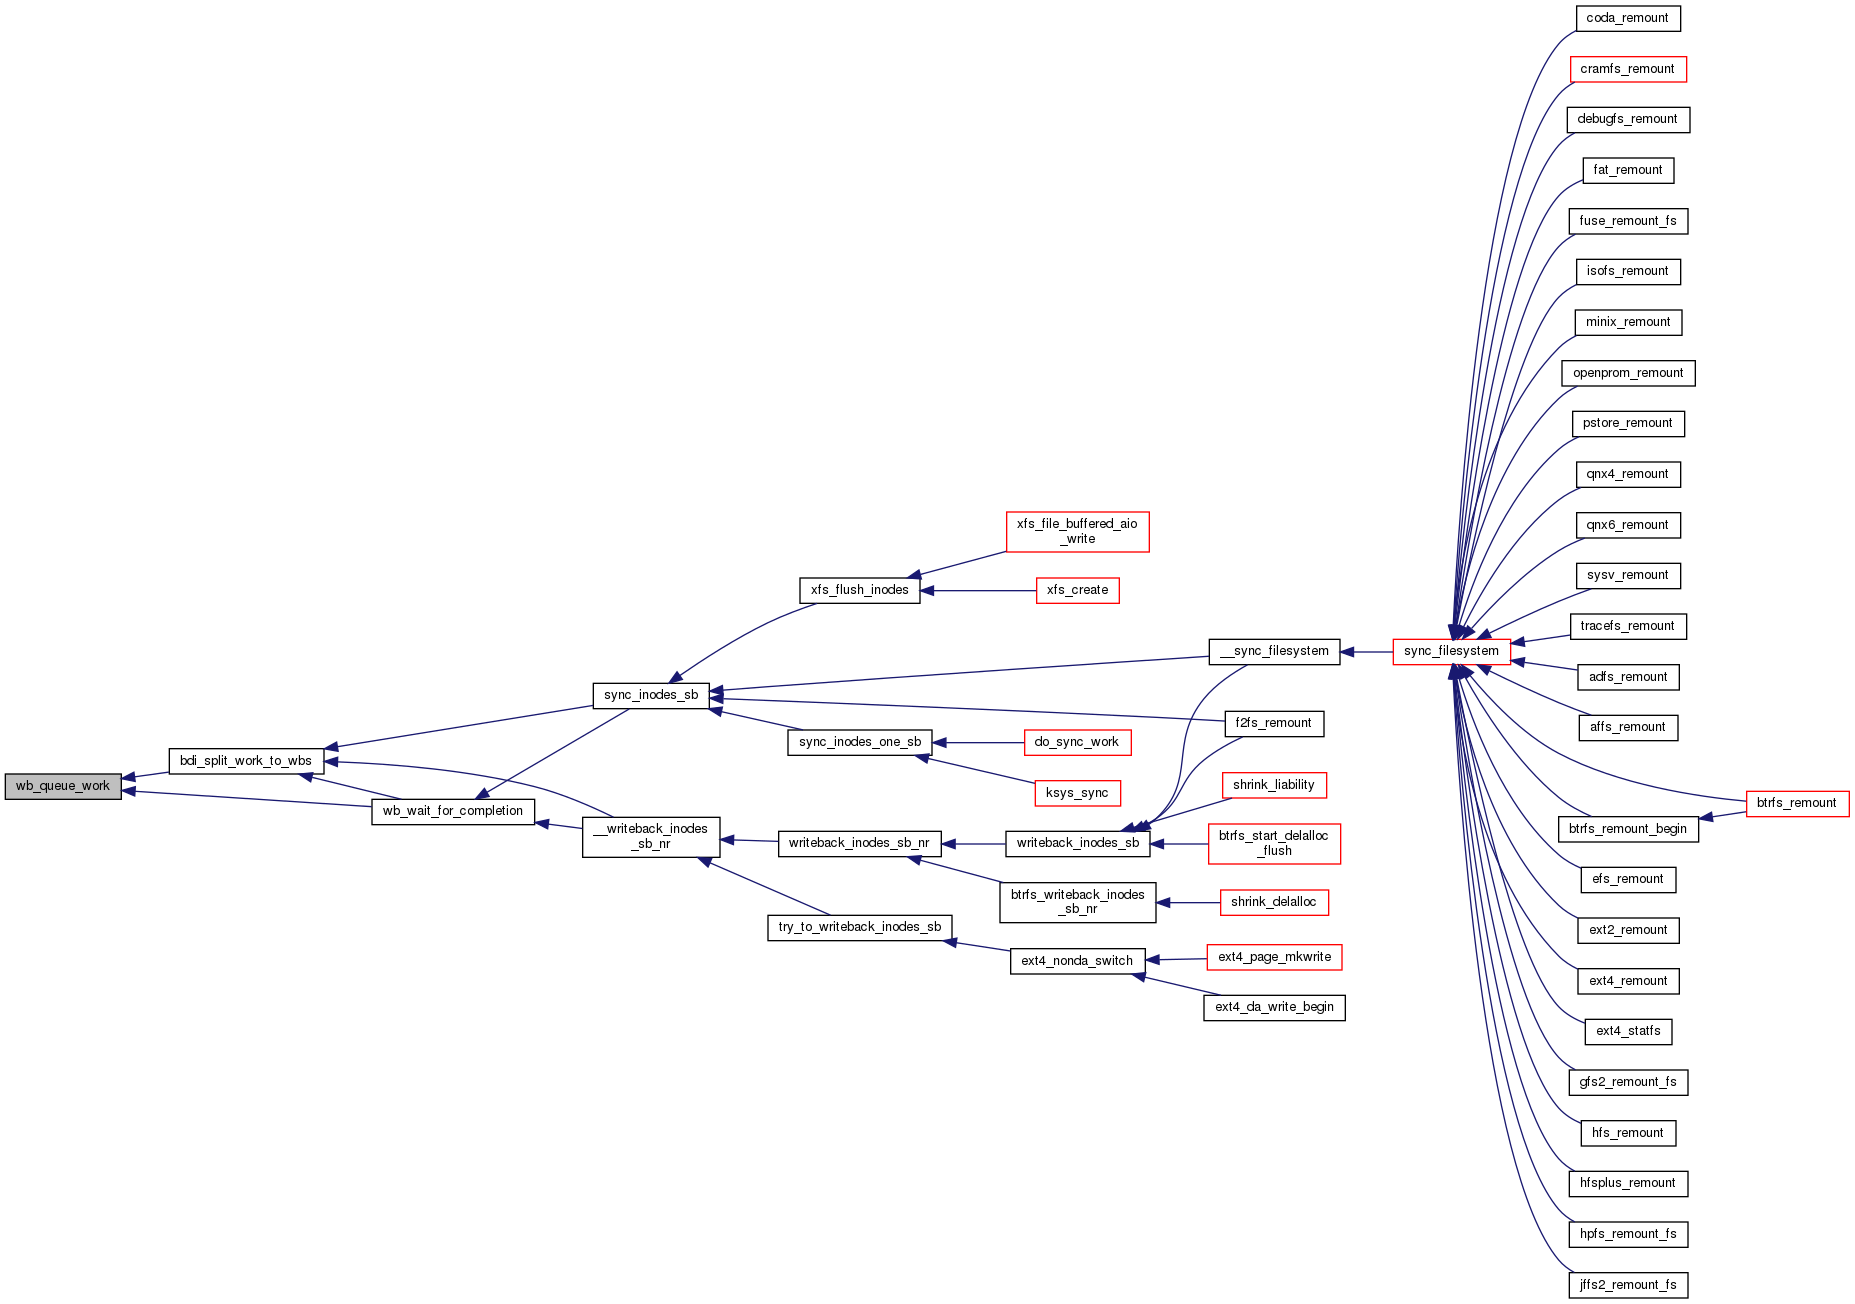 coda_remount
cramfs_remount
debugfs_remount
fat_remount
fuse_remount_fs
isofs_remount
minix_remount
openprom_remount
pstore_remount
qnx4_remount
qnx6_remount
sysv_remount
tracefs_remount
adfs_remount
affs_remount
btrfs_remount
btrfs_remount_begin
efs_remount
ext2_remount
ext4_remount
ext4_statfs
gfs2_remount_fs
hfs_remount
hfsplus_remount
hpfs_remount_fs
jffs2_remount_fs
sync_filesystem
__sync_filesystem
f2fs_remount
shrink_liability
btrfs_start_delalloc
_flush
shrink_delalloc
ext4_page_mkwrite
ext4_da_write_begin
xfs_file_buffered_aio
_write
xfs_create
do_sync_work
ksys_sync
writeback_inodes_sb
btrfs_writeback_inodes
_sb_nr
ext4_nonda_switch
xfs_flush_inodes
sync_inodes_one_sb
writeback_inodes_sb_nr
try_to_writeback_inodes_sb
sync_inodes_sb
__writeback_inodes
_sb_nr
wb_wait_for_completion
bdi_split_work_to_wbs
wb_queue_work